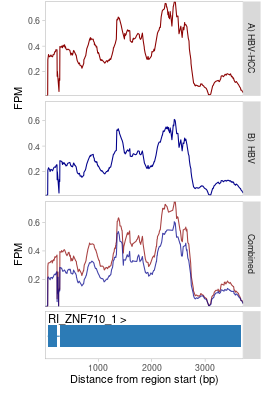 A) HBV-HCC
0.6
0.4
0.2
FPM
B) HBV
0.6
0.4
0.2
Combined
0.6
0.4
0.2
FPM
RI_ZNF710_1 >
1000 2000 3000
Distance from region start (bp)